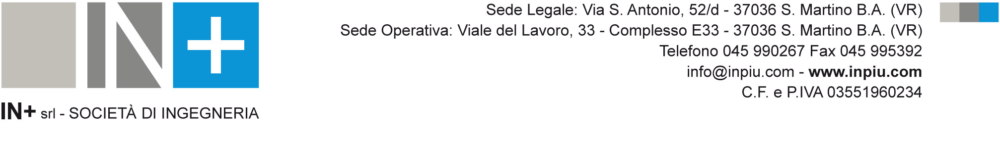 IN+
IN+ srl - SOCIETÀ DI INGEGNERIA
Sede Legale: Via S. Antonio, 52/d - 37036 S. Martino B.A. (VR)
Sede Operativa: Viale del Lavoro, 33 - Complesso E33 - 37036 S. Martino B.A. (VR)
Telefono 045 990267 Fax 045 995392
info@inpiu.com - www.inpiu.com
C.F. e P.IVA 03551960234